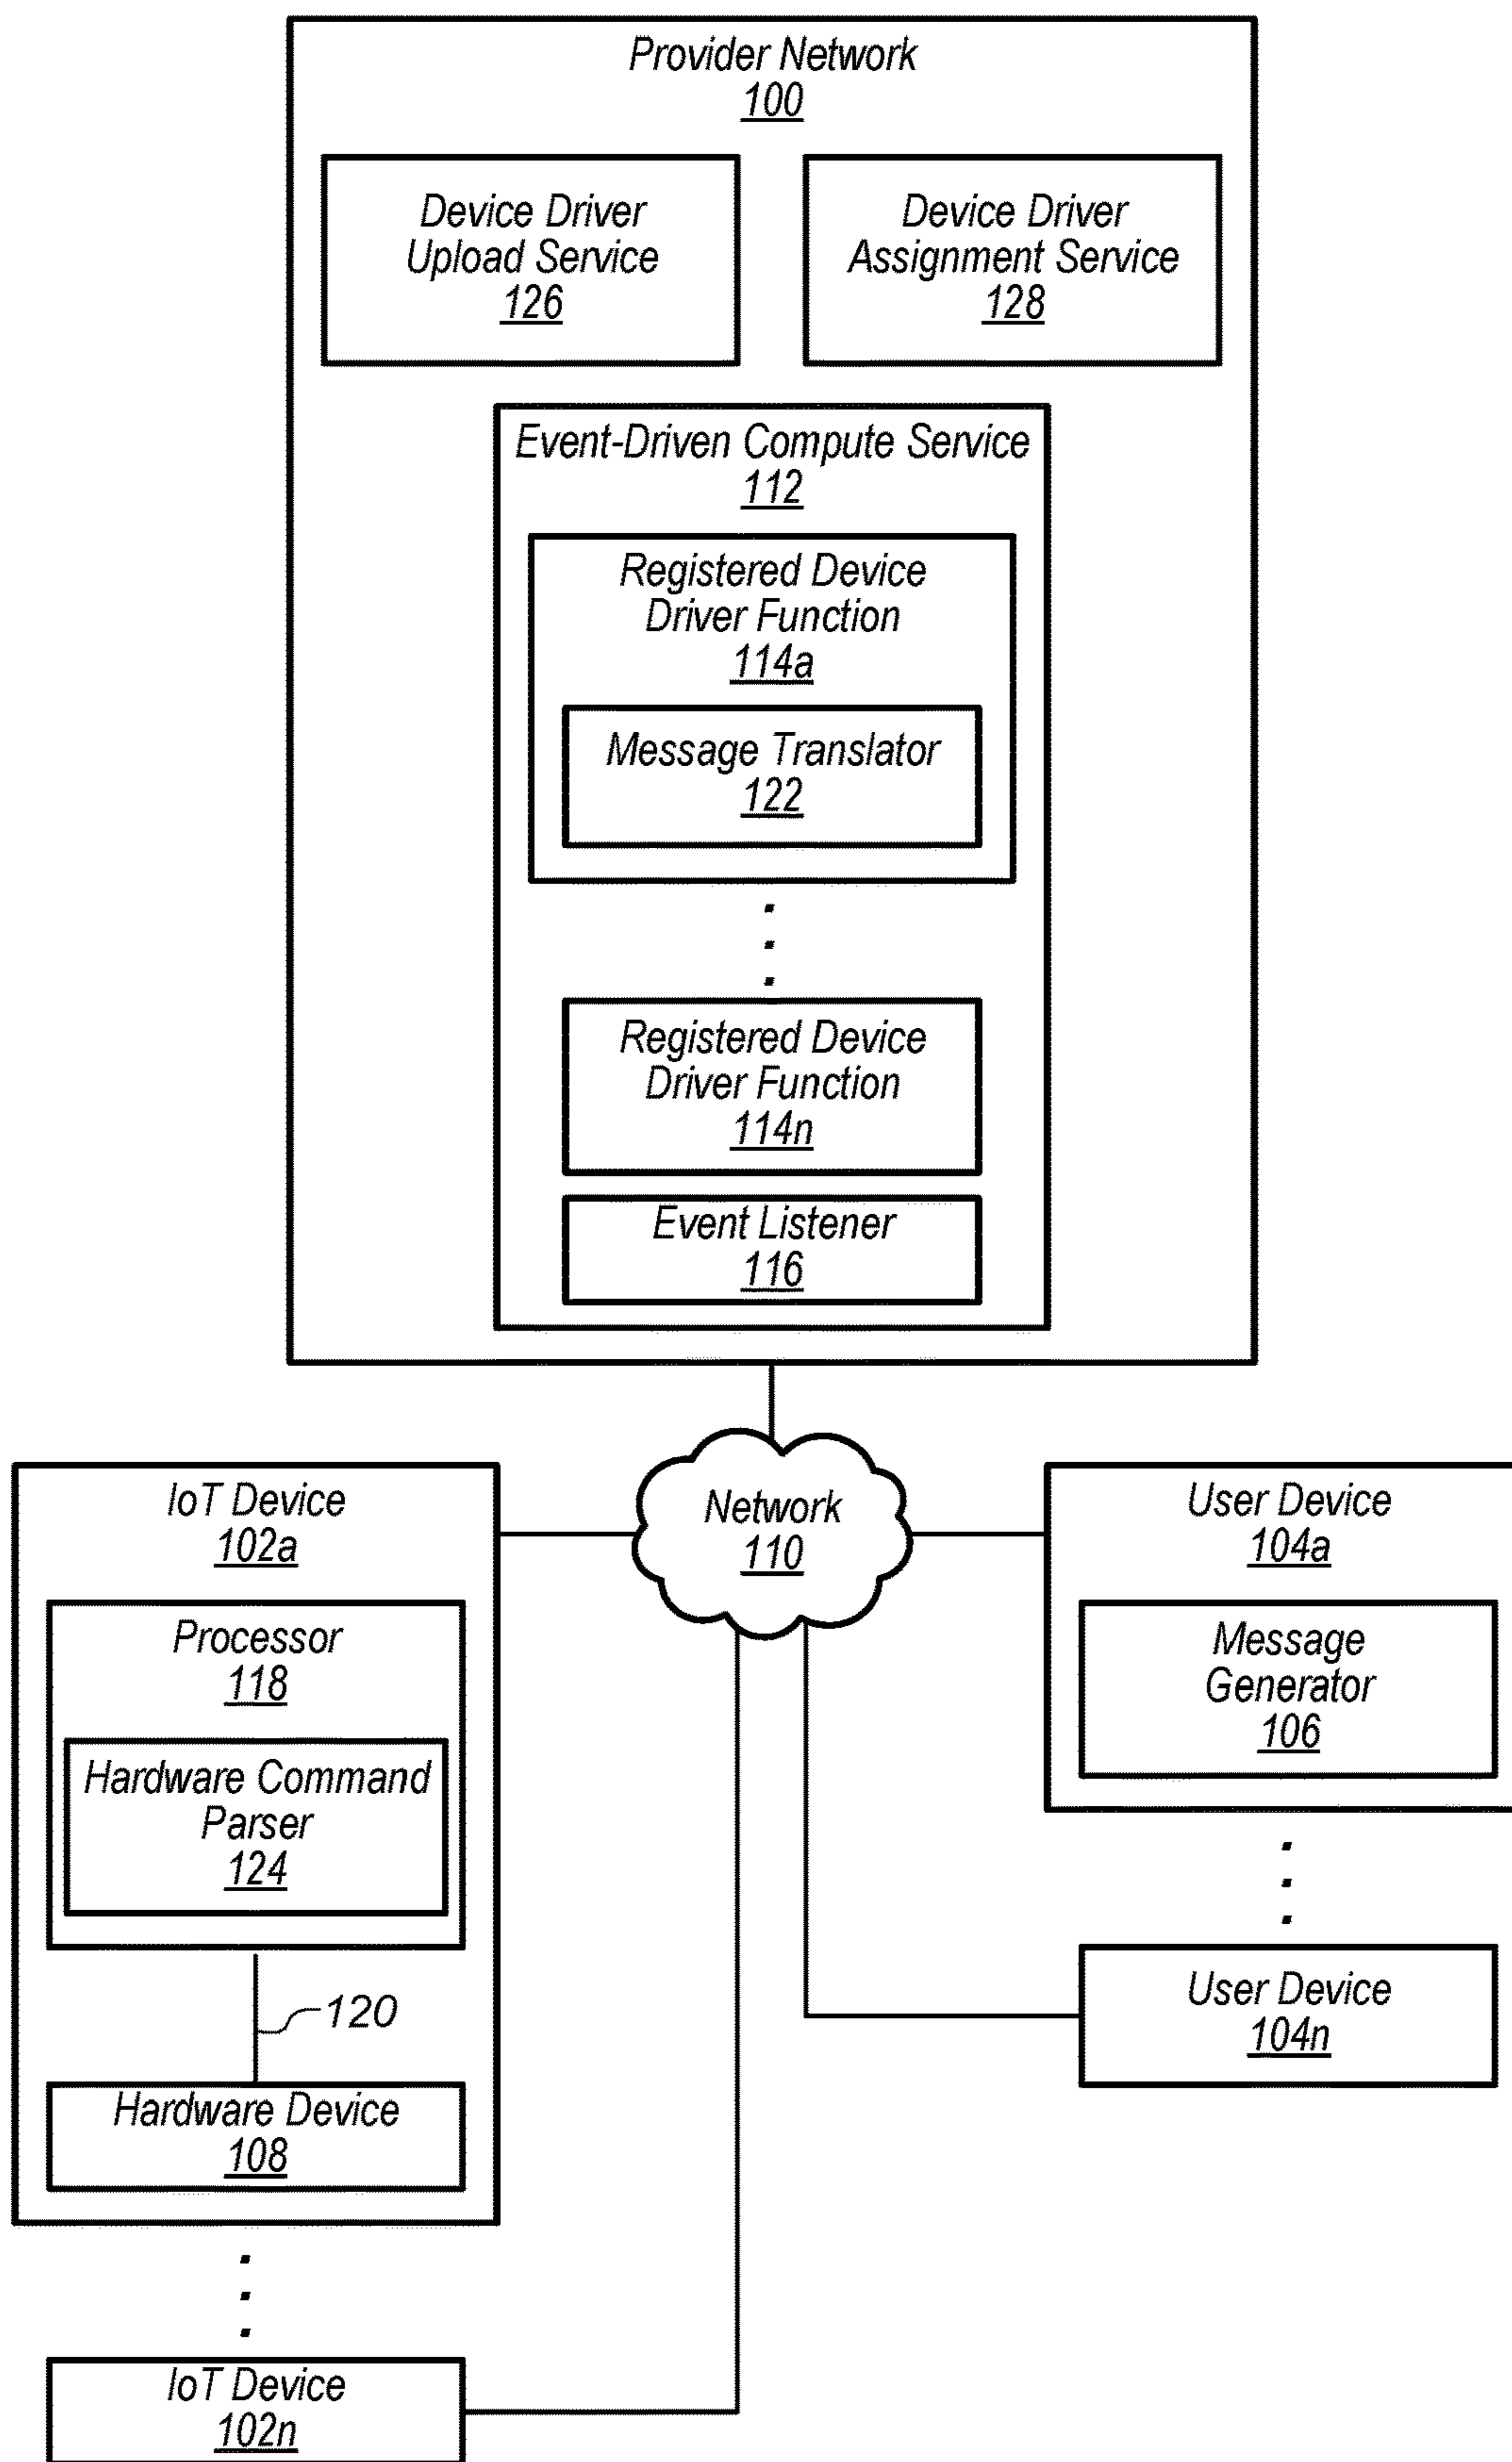 Provider Network
100
Device Driver
Upload Service
126
Device Driver
Assignment Service
128
Event-Driven Compute Service
112
Registered Device
Driver Function
114a
Message Translator
122
Registered Device
Driver Function
114n
Event Listener
116
Network
110
IoT Device
102a
Processor
118
Hardware Command
Parser
124
120
Hardware Device
108
IoT Device
102n
User Device
104a
Message
Generator
106
User Device
104n